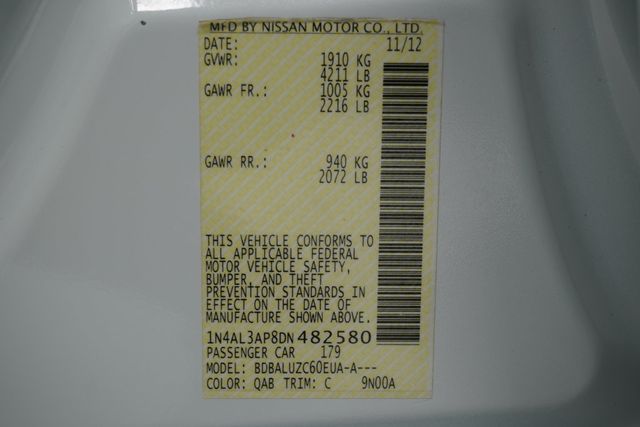 MFD BY NISSAN MOTOR CO., LTD.
DATE: 11/12
GVWR: 1910 KG
4211 LB
GAWR FR.: 1005 KG
2216 LB
GAWR RR.: 940 KG
2072 LB
THIS VEHICLE CONFORMS TO
ALL APPLICABLE FEDERAL
MOTOR VEHICLE SAFETY,
BUMPER, AND THEFT
PREVENTION STANDARDS IN
EFFECT ON THE DATE OF
MANUFACTURE SHOWN ABOVE.
1N4AL3AP8DN482580
PASSENGER CAR 179
MODEL: BDBALUZC60EUA-A---
COLOR: QAB TRIM: C 9N00A